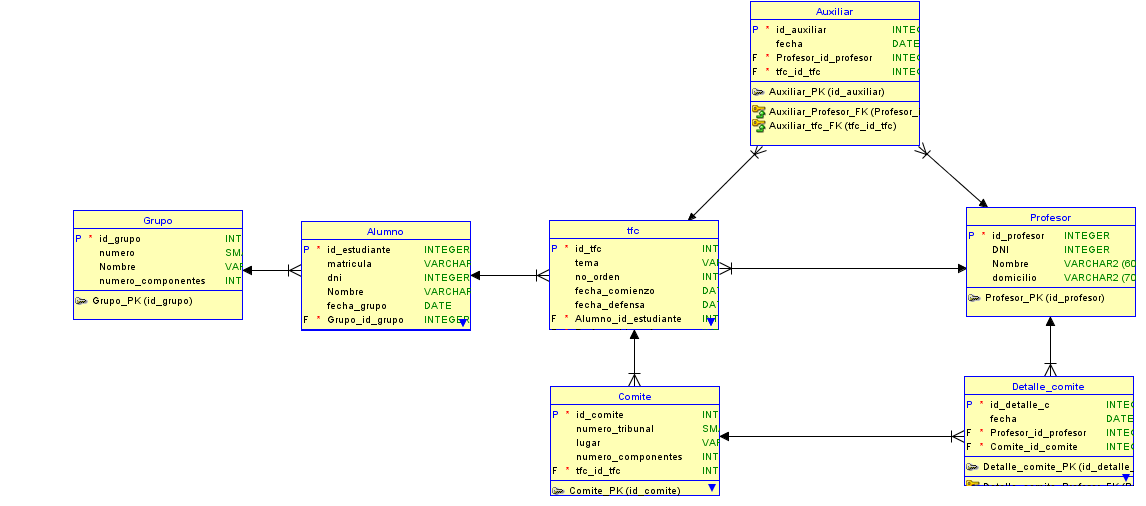 Auxiliar
P * id_auxiliar INTEG
fecha DATE
F * Profesor_id_profesor INTEG
F * tfc_id_tfc INTEG
Auxiliar_PK (id_auxiliar)
Auxiliar_Profesor_FK (Profesor_
Auxiliar_tfc_FK (tfc_id_tfc)
Grupo
P * id_grupo INT
numero SM
Nombre VAR
numero_componentes INT
Grupo_PK (id_grupo)
Alumno
P * id_estudiante INTEGER
matricula VARCHAR
dni INTEGER
Nombre VARCHAR
fecha_grupo DATE
F * Grupo_id_grupo INTEGER
tfc
P * id_tfc INT
tema VAR
no_orden INT
fecha_comienzo DA
fecha_defensa DA
F * Alumno_id_estudiante INT
Profesor
P * id_profesor INTEGER
DNI INTEGER
Nombre VARCHAR2 (60
domicilio VARCHAR2 (70
Profesor_PK (id_profesor)
Comite
P * id_comite INT
numero_tribunal SM
lugar VAR
numero_componentes INT
F * tfc_id_tfc INT
Comite_PK (id_comite)
Detalle_comite
P * id_detalle_c INTEG
fecha DATE
F * Profesor_id_profesor INTEG
F * Comite_id_comite INTEG
Detalle_comite_PK (id_detalle_